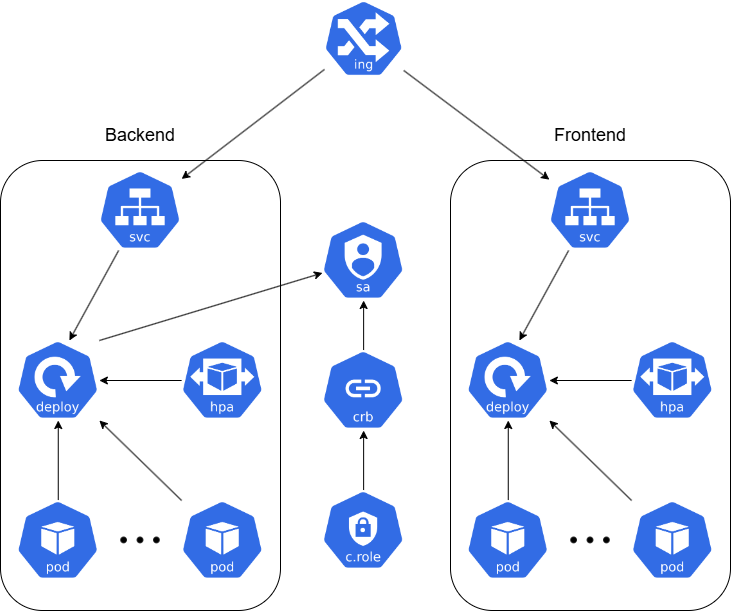 ing
Backend
Frontend
svc
svc
sa
deploy
hpa
crb
deploy
hpa
pod
pod
c.role
pod
pod